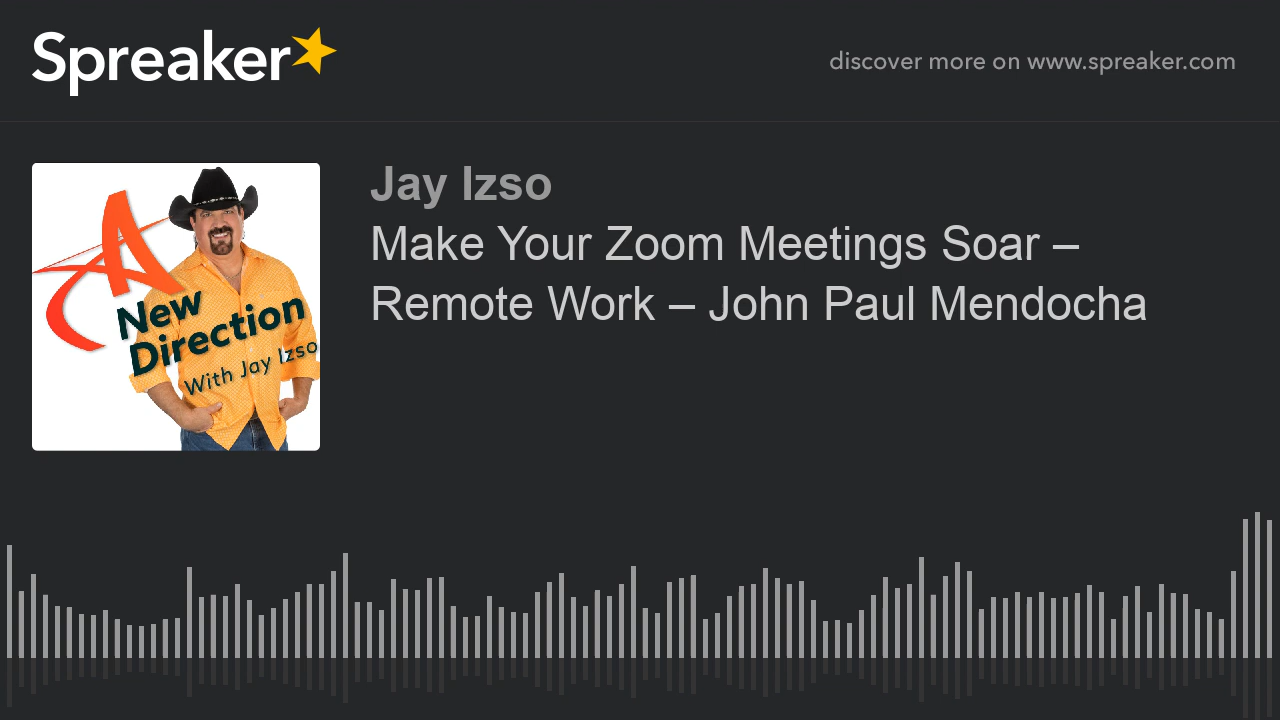 Spreaker
discover more on www.spreaker.com
A
New
Direction
With Jay Izso
Jay Izso
Make Your Zoom Meetings Soar –
Remote Work – John Paul Mendocha